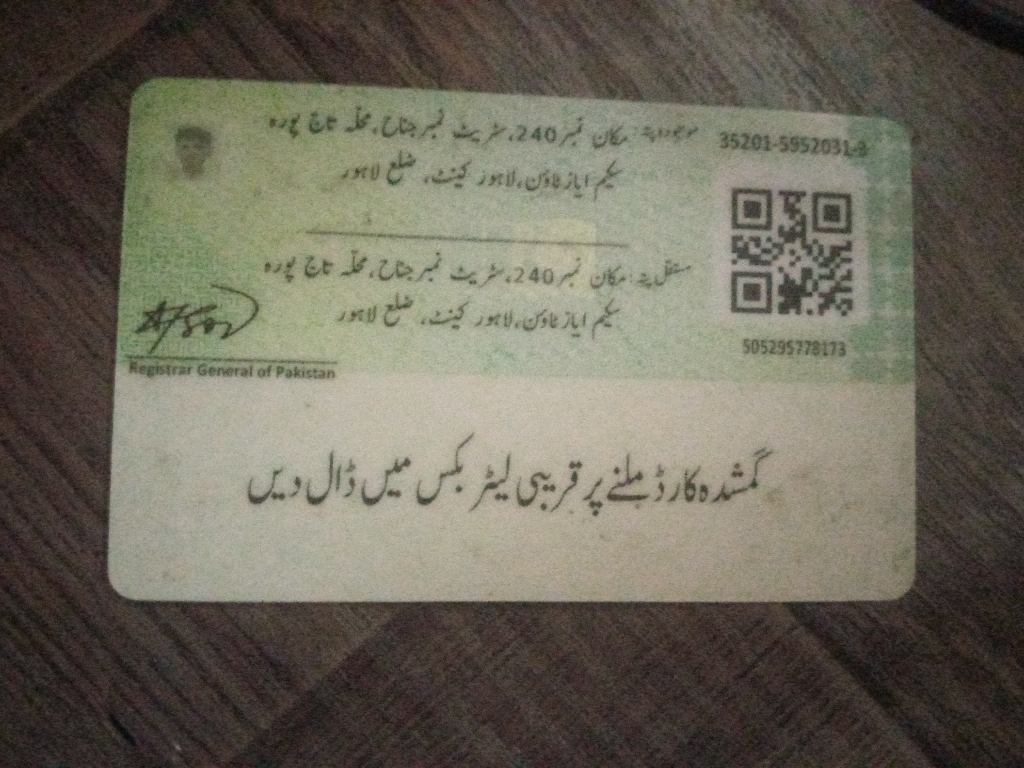 موجودہ پتہ: مکان نمبر 240، سٹریٹ نمبر جناح، محلہ تاج پورہ
سکیم ایاز ٹاؤن، لاہور کینٹ، ضلع لاہور
35201-5952031-3
مستقل پتہ: مکان نمبر 240، سٹریٹ نمبر جناح، محلہ تاج پورہ
سکیم ایاز ٹاؤن، لاہور کینٹ، ضلع لاہور
505295778173
Registrar General of Pakistan
گمشدہ کارڈ ملنے پر قریبی لیٹر بکس میں ڈال دیں